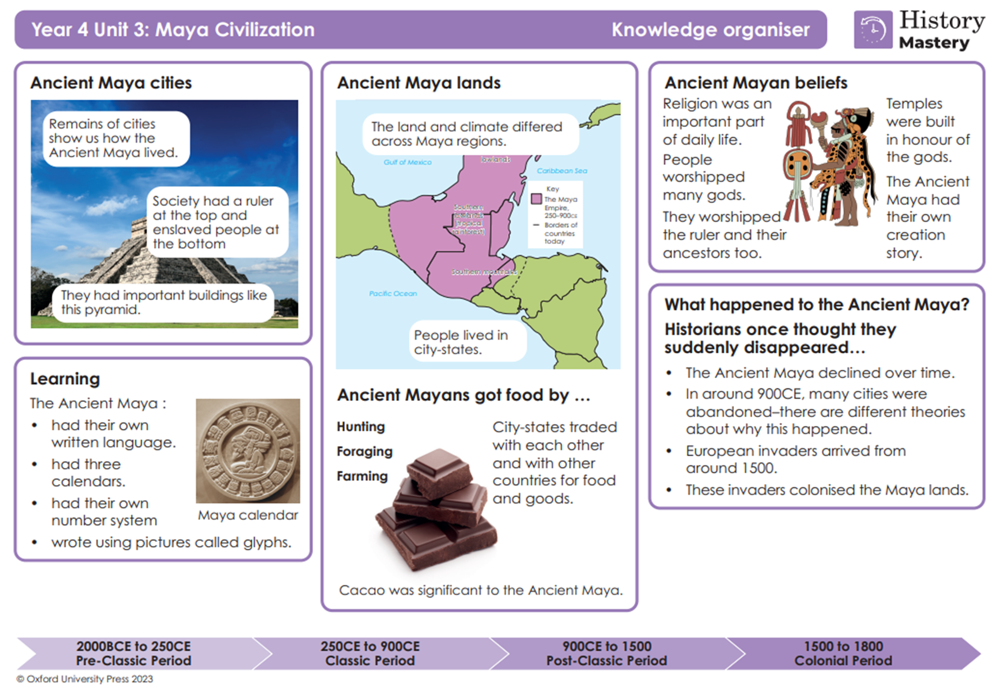 Year 4 Unit 3: Maya Civilization
Knowledge organiser
History
Mastery
Ancient Maya cities
Remains of cities
show us how the
Ancient Maya lived.
Society had a ruler
at the top and
enslaved people at
the bottom
They had important buildings like
this pyramid.
Learning
The Ancient Maya :
• had their own
written language.
• had three
calendars.
• had their own
number system
• wrote using pictures called glyphs.
Maya calendar
Ancient Maya lands
The land and climate differed
across Maya regions.
lowlands
Gulf of Mexico
Caribbean Sea
Key
The Maya
Empire,
250–900CE
Borders of
countries
today
Southern
lowlands
(tropical
rainforest)
Southern mountains
Pacific Ocean
People lived in
city-states.
Ancient Mayans got food by ...
Hunting
Foraging
Farming
City-states traded
with each other
and with other
countries for food
and goods.
Cacao was significant to the Ancient Maya.
Ancient Mayan beliefs
Religion was an
important part
of daily life.
People
worshipped
many gods.
They worshipped
the ruler and their
ancestors too.
Temples
were built
in honour of
the gods.
The Ancient
Maya had
their own
creation
story.
What happened to the Ancient Maya?
Historians once thought they
suddenly disappeared...
• The Ancient Maya declined over time.
• In around 900CE, many cities were
abandoned–there are different theories
about why this happened.
• European invaders arrived from
around 1500.
• These invaders colonised the Maya lands.
2000BCE to 250CE
Pre-Classic Period
250CE to 900CE
Classic Period
900CE to 1500
Post-Classic Period
1500 to 1800
Colonial Period
© Oxford University Press 2023